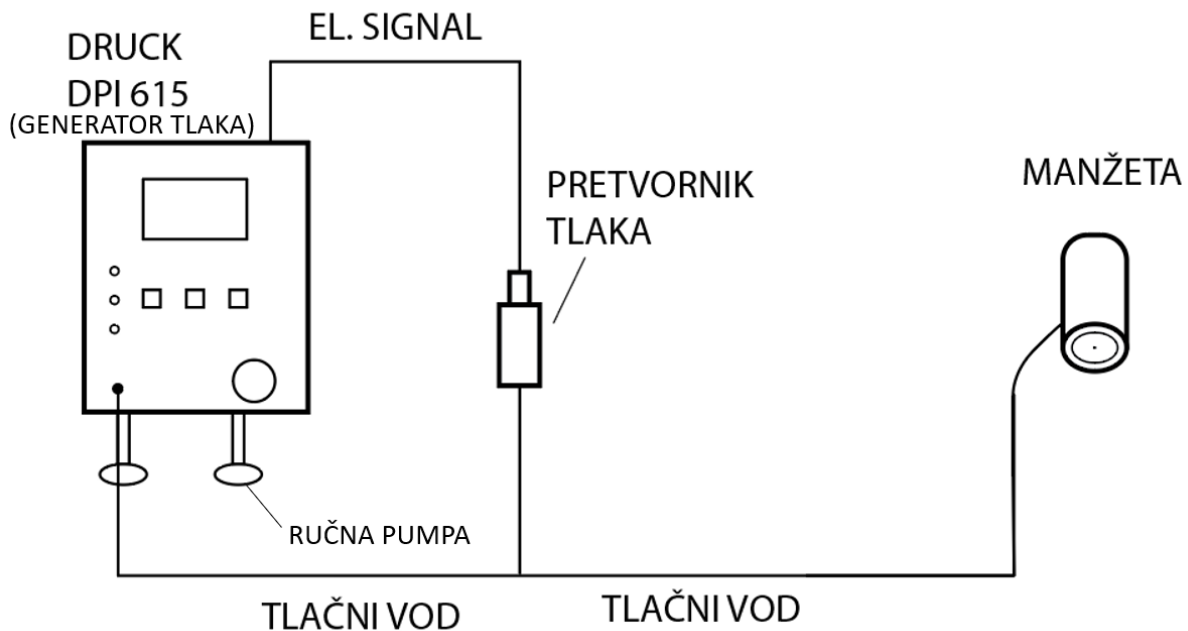 DRUCK
DPI 615
(GENERATOR TLAKA)
EL. SIGNAL
PRETVORNIK
TLAKA
MANŽETA
RUČNA PUMPA
TLAČNI VOD
TLAČNI VOD